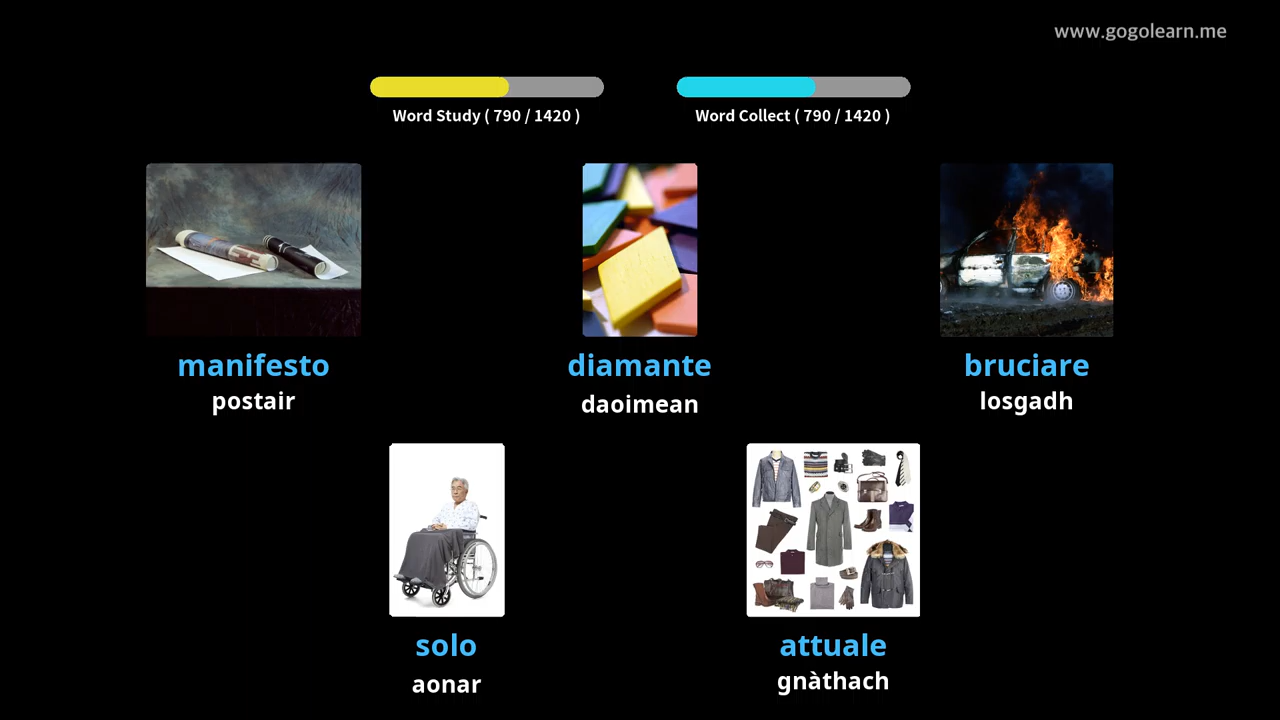 www.gogolearn.me
Word Study ( 790 / 1420 )
Word Collect ( 790 / 1420 )
manifesto
postair
diamante
daoimean
bruciare
losgadh
solo
aonar
attuale
gnàthach